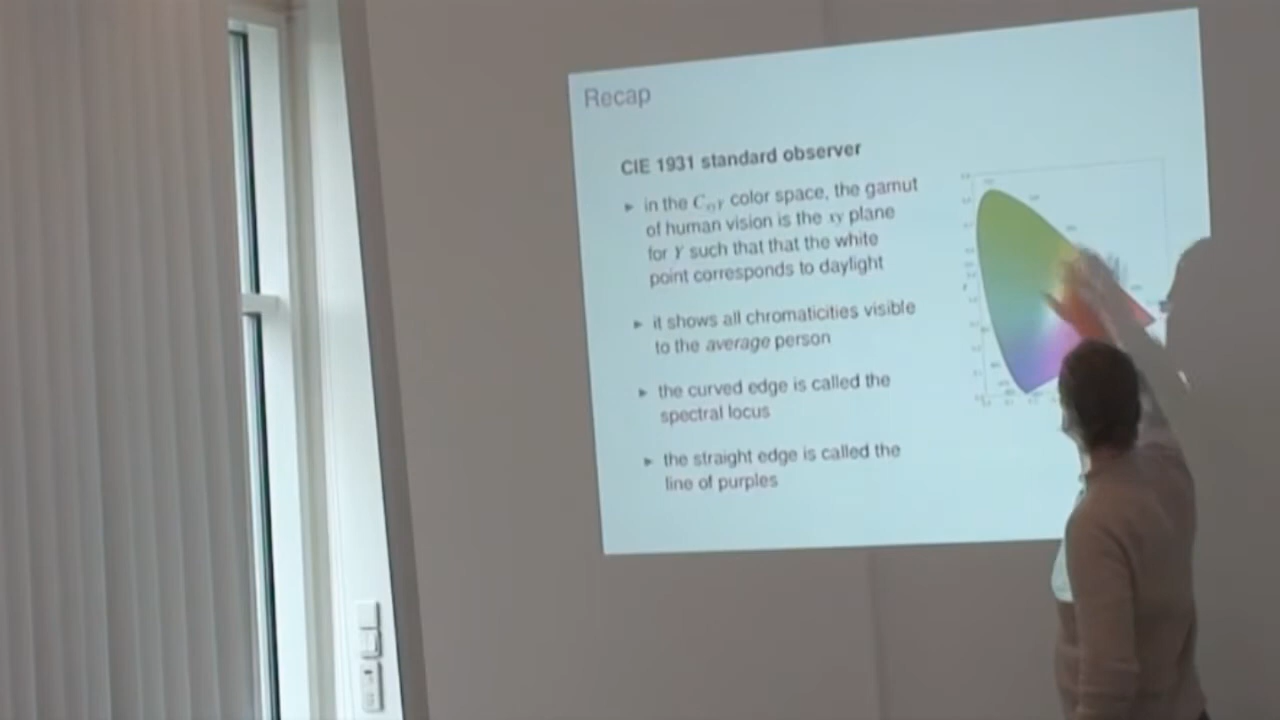 Recap
CIE 1931 standard observer
▸ in the C color space, the gamut
of human vision is the xy plane
for Y such that that the white
point corresponds to daylight
▸ it shows all chromaticities visible
to the average person
▸ the curved edge is called the
spectral locus
▸ the straight edge is called the
line of purples